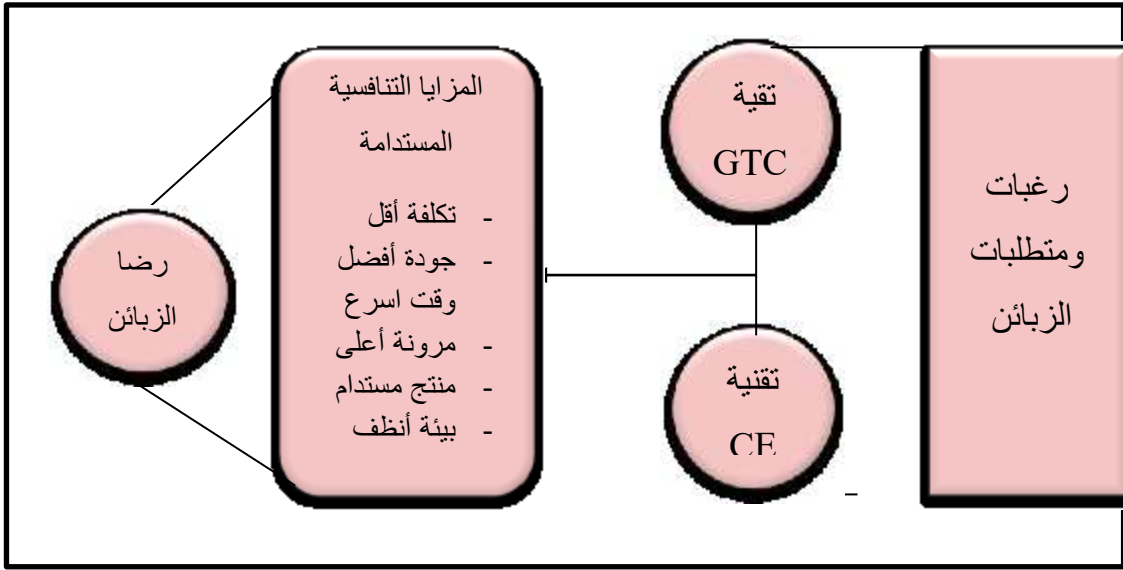 رغبات
ومتطلبات
الزبائن
تقية
GTC
تقنية
CE
المزايا التنافسية
المستدامة
- تكلفة أقل
- جودة أفضل
وقت اسرع
- مرونة أعلى
- منتج مستدام
- بيئة أنظف
رضا
الزبائن